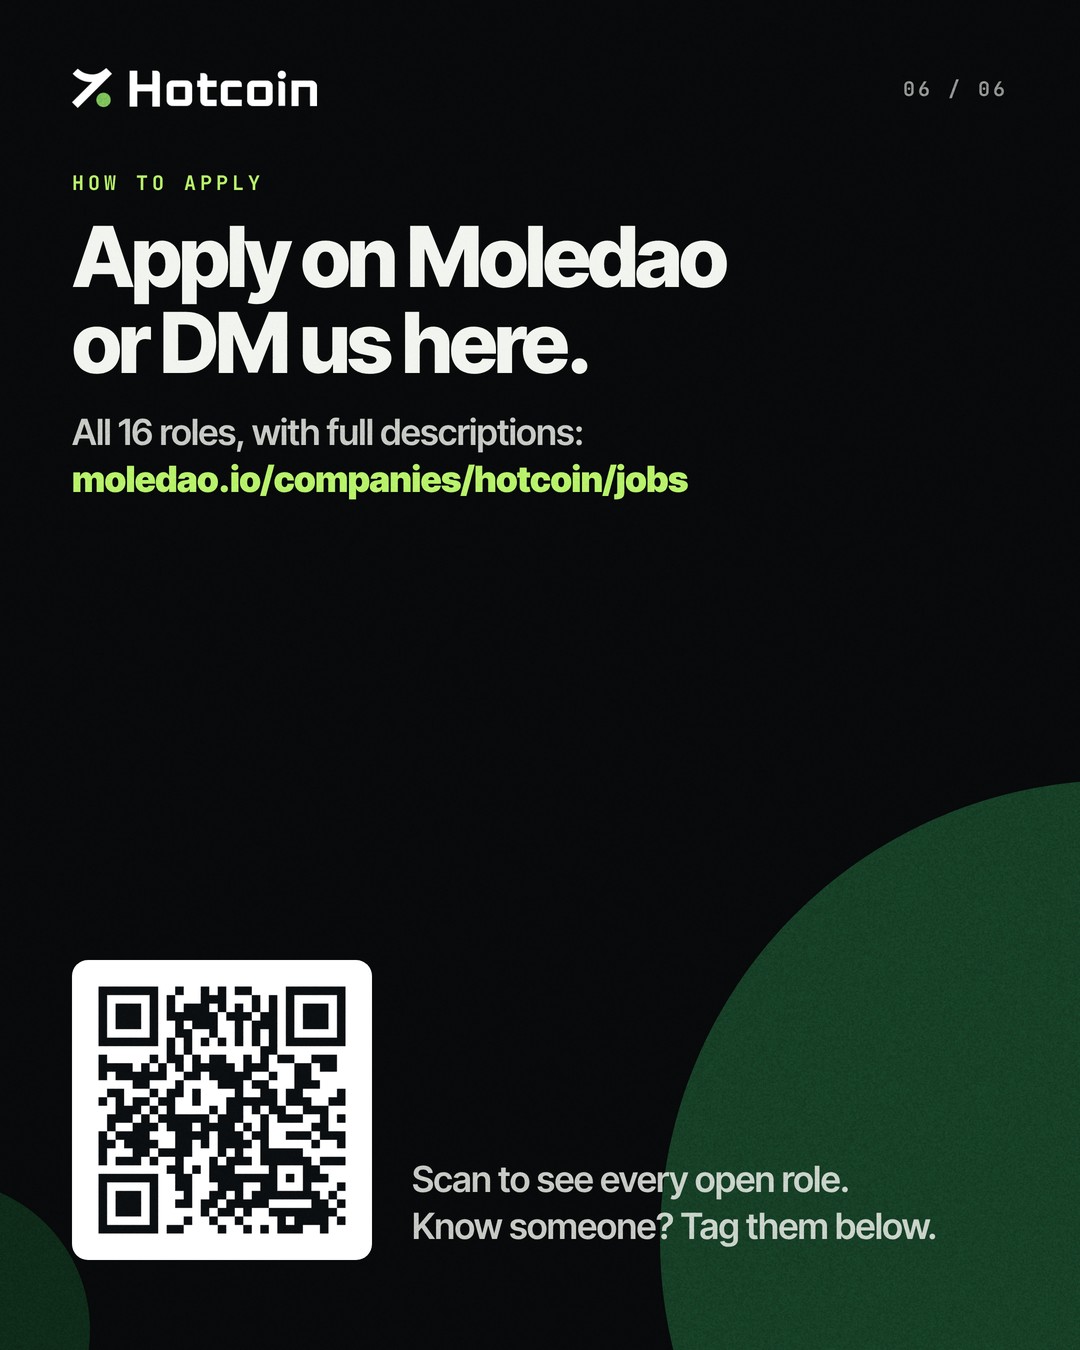 Hotcoin
06 / 06
HOW TO APPLY
Apply on Moledao
or DM us here.
All 16 roles, with full descriptions:
moledao.io/companies/hotcoin/jobs
Scan to see every open role.
Know someone? Tag them below.